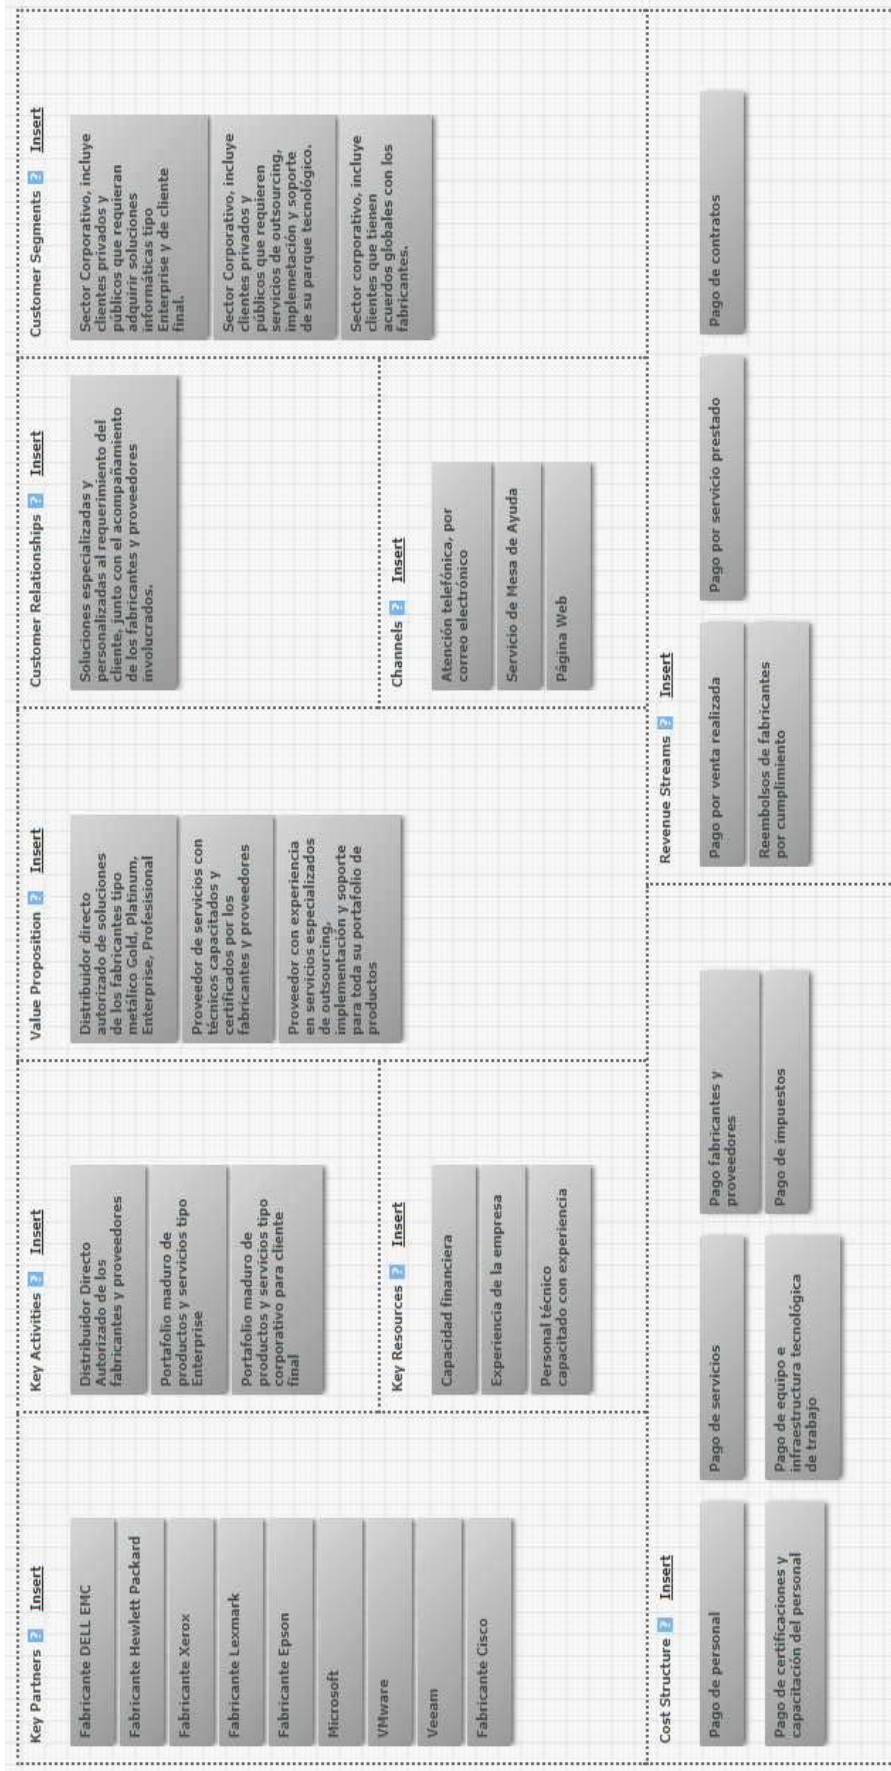 Key Partners ? Insert
Fabricante DELL EMC
Fabricante Hewlett Packard
Fabricante Xerox
Fabricante Lexmark
Fabricante Epson
Microsoft
VMware
Veeam
Fabricante Cisco
Key Activities ? Insert
Distribuidor Directo
Autorizado de los
fabricantes y proveedores
Portafolio maduro de
productos y servicios tipo
Enterprise
Portafolio maduro de
productos y servicios tipo
corporativo para cliente
final
Key Resources ? Insert
Capacidad financiera
Experiencia de la empresa
Personal técnico
capacitado con experiencia
Value Proposition ? Insert
Distribuidor directo
autorizado de soluciones
de los fabricantes tipo
metálico Gold, Platinum,
Enterprise, Profesisional
Proveedor de servicios con
técnicos capacitados y
certificados por los
fabricantes y proveedores
Proveedor con experiencia
en servicios especializados
de outsourcing,
implementación y soporte
para toda su portafolio de
productos
Customer Relationships ? Insert
Soluciones especializadas y
personalizadas al requerimiento del
cliente, junto con el acompañamiento
de los fabricantes y proveedores
involucrados.
Channels ? Insert
Atención telefónica, por
correo electrónico
Servicio de Mesa de Ayuda
Página Web
Customer Segments ? Insert
Sector Corporativo, incluye
clientes privados y
públicos que requieran
adquirir soluciones
informáticas tipo
Enterprise y de cliente
final.
Sector Corporativo, incluye
clientes privados y
públicos que requieren
servicios de outsourcing,
implemetación y soporte
de su parque tecnológico.
Sector corporativo, incluye
clientes que tienen
acuerdos globales con los
fabricantes.
Cost Structure ? Insert
Pago de personal
Pago de servicios
Pago fabricantes y
proveedores
Pago de certificaciones y
capacitación del personal
Pago de equipo e
infraestructura tecnológica
de trabajo
Pago de impuestos
Revenue Streams ? Insert
Pago por venta realizada
Pago por servicio prestado
Pago de contratos
Reembolsos de fabricantes
por cumplimiento